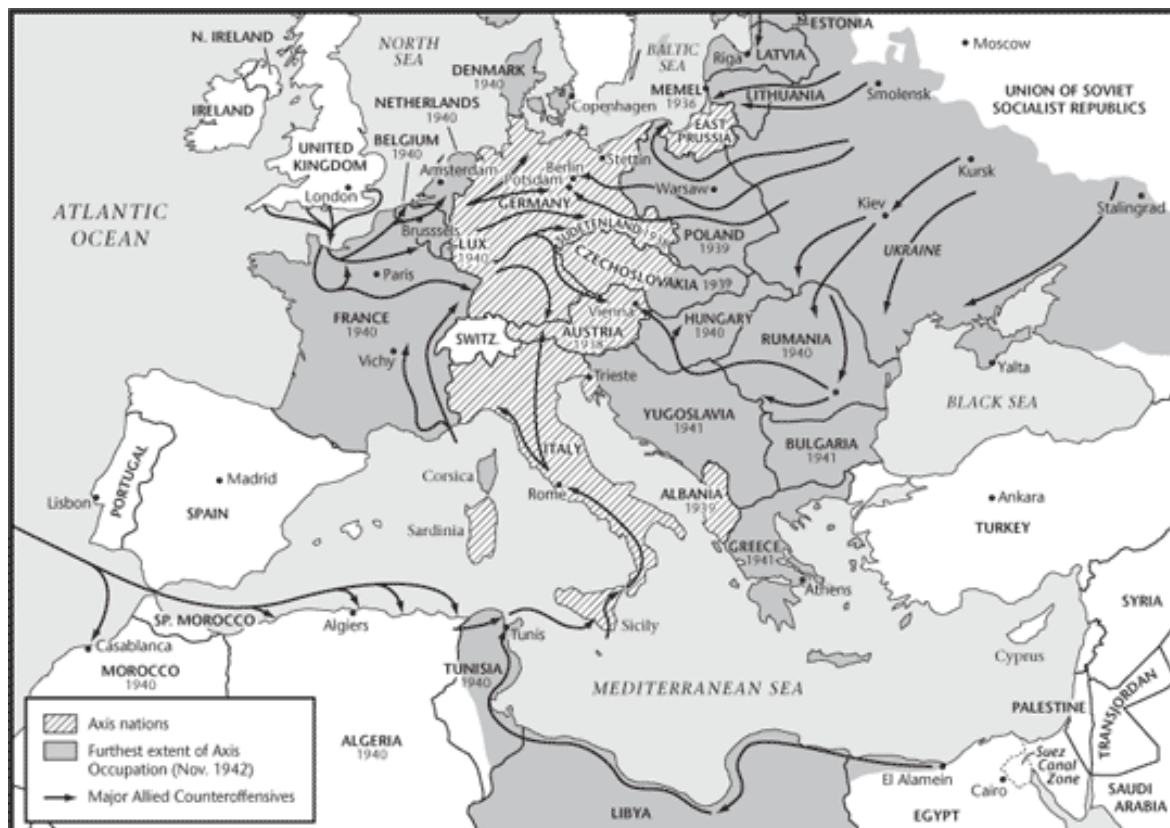 ESTONIA
N. IRELAND
NORTH
SEA
BALTIC
SEA
Riga
LATVIA
Moscow
DENMARK
1940
Copenhagen
MEMEL
1936
LITHUANIA
Smolensk
UNION OF SOVIET
SOCIALIST REPUBLICS
IRELAND
NETHERLANDS
1940
EAST
PRUSSIA
UNITED
KINGDOM
BELGIUM
1940
Amsterdam
Stettin
Berlin
Potsdam
GERMANY
Warsaw
Kursk
London
ATLANTIC
OCEAN
Brusssels
Kiev
Stalingrad
LUX
1940
SUDETENLAND 1938
POLAND
1939
UKRAINE
Paris
CZECHOSLOVAKIA 1939
FRANCE
1940
SWITZ.
Vienna
AUSTRIA
1938
HUNGARY
1940
RUMANIA
1940
Vichy
Trieste
Yalta
BLACK SEA
YUGOSLAVIA
1941
BULGARIA
1941
ITALY
Corsica
Rome
ALBANIA
1939
Lisbon
PORTUGAL
Madrid
SPAIN
Sardinia
Ankara
TURKEY
GREECE
1941
Athens
SP. MOROCCO
Algiers
Tunis
Sicily
SYRIA
Casablanca
MOROCCO
1940
TUNISIA
1940
MEDITERRANEAN SEA
Cyprus
PALESTINE
TRANSJORDAN
ALGERIA
1940
Suez
Canal
Zone
El Alamein
Cairo
SAUDI
ARABIA
LIBYA
EGYPT
Axis nations
Furthest extent of Axis
Occupation (Nov. 1942)
Major Allied Counteroffensives